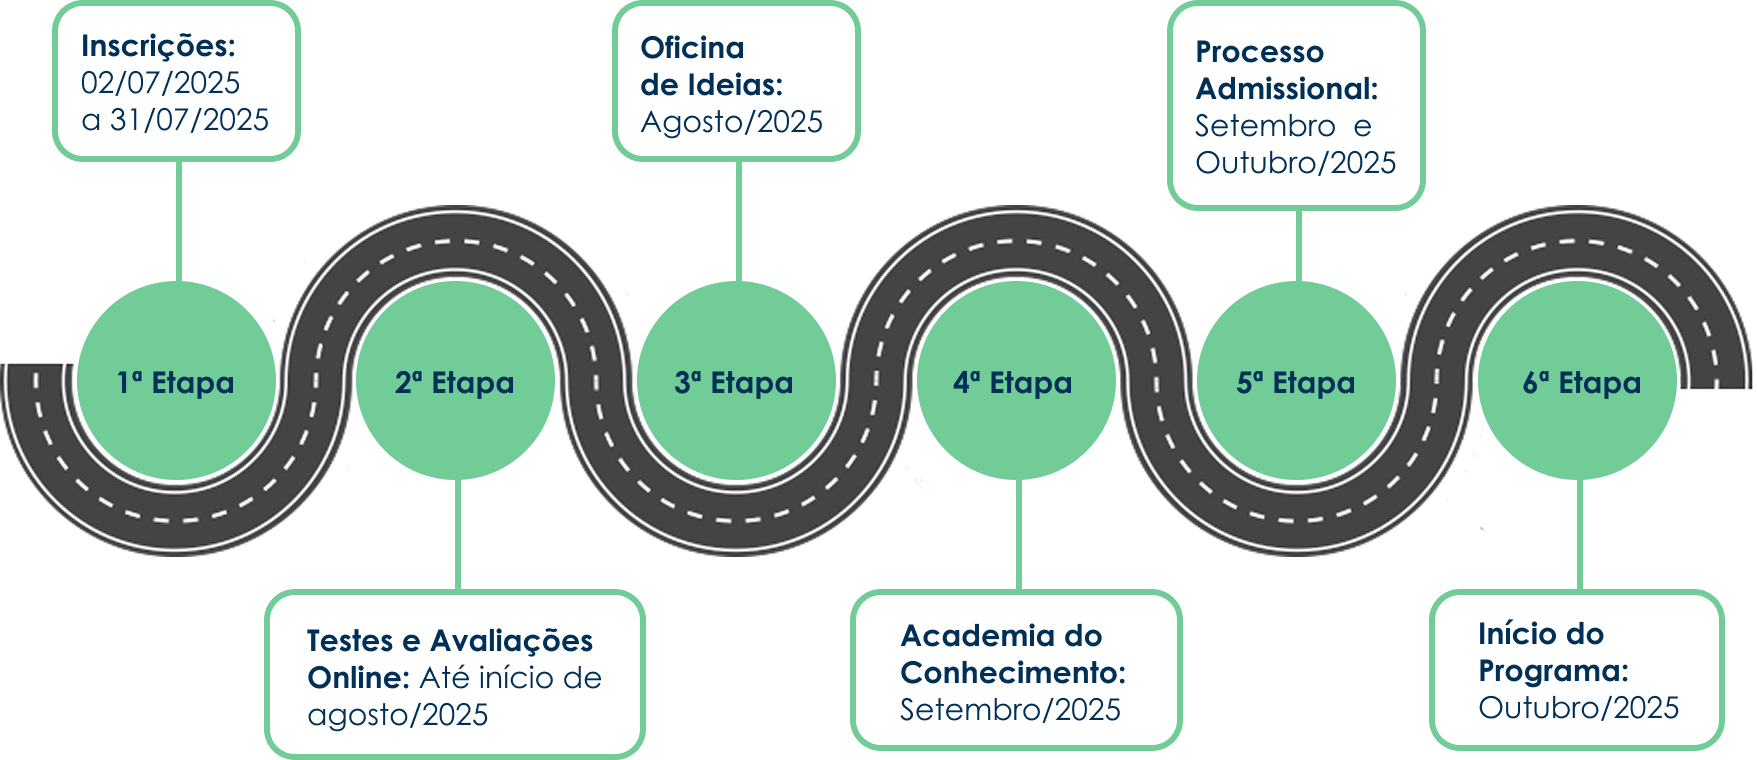 Inscrições:
02/07/2025
a 31/07/2025
Oficina
de Ideias:
Agosto/2025
Processo
Admissional:
Setembro e
Outubro/2025
1ª Etapa
2ª Etapa
3ª Etapa
4ª Etapa
5ª Etapa
6ª Etapa
Testes e Avaliações
Online: Até início de
agosto/2025
Academia do
Conhecimento:
Setembro/2025
Início do
Programa:
Outubro/2025